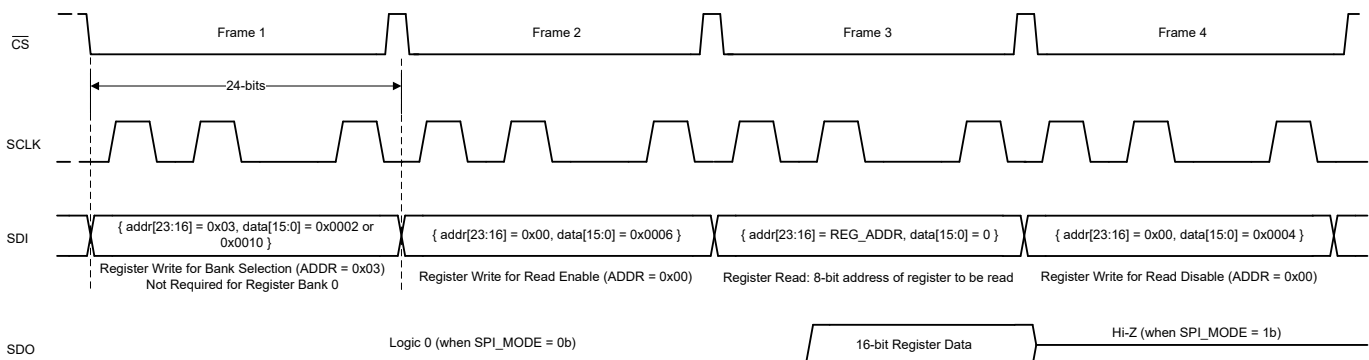 CS
Frame 1
Frame 2
Frame 3
Frame 4
24-bits
SCLK
SDI
{ addr[23:16] = 0x03, data[15:0] = 0x0002 or
0x0010 }
{ addr[23:16] = 0x00, data[15:0] = 0x0006 }
{ addr[23:16] = REG_ADDR, data[15:0] = 0 }
{ addr[23:16] = 0x00, data[15:0] = 0x0004 }
Register Write for Bank Selection (ADDR = 0x03)
Not Required for Register Bank 0
Register Write for Read Enable (ADDR = 0x00)
Register Read: 8-bit address of register to be read
Register Write for Read Disable (ADDR = 0x00)
SDO
Logic 0 (when SPI_MODE = 0b)
16-bit Register Data
Hi-Z (when SPI_MODE = 1b)